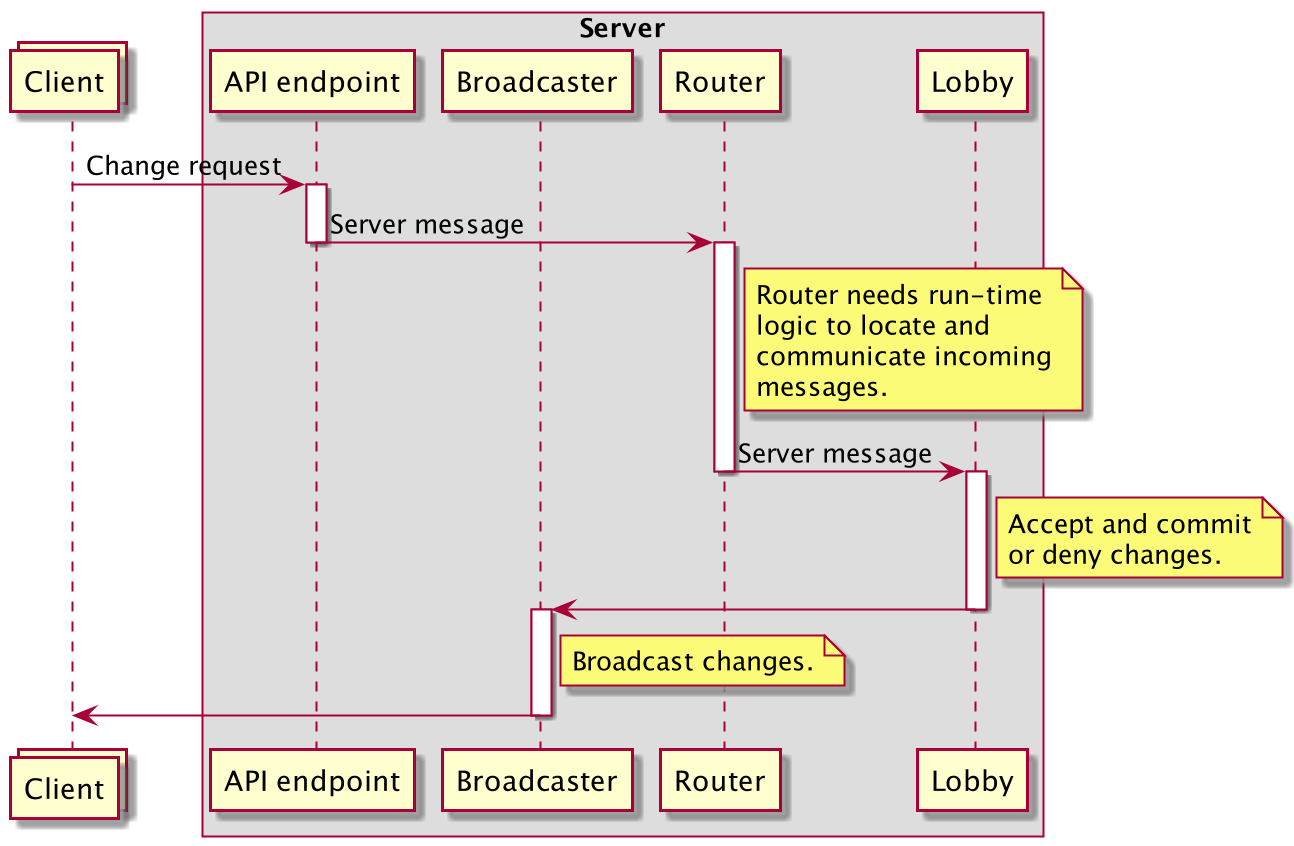 Server
Client
API endpoint
Broadcaster
Router
Lobby
Change request
Server message
Router needs run-time
logic to locate and
communicate incoming
messages.
Server message
Accept and commit
or deny changes.
Broadcast changes.
Client
API endpoint
Broadcaster
Router
Lobby